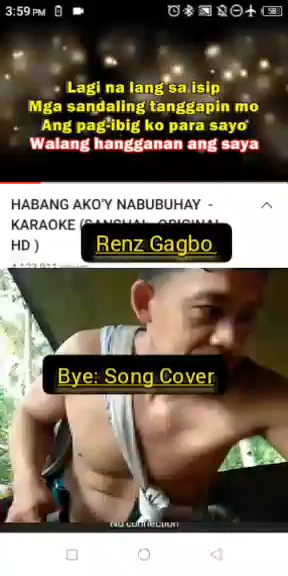 3:59 PM
58
Lagi na lang sa isip
Mga sandaling tanggapin mo
Ang pag-ibig ko para sayo
Walang hangganan ang saya
HABANG AKO'Y NABUBUHAY -
KARAOKE
HD )
Renz Gagbo
Bye: Song Cover
No connection